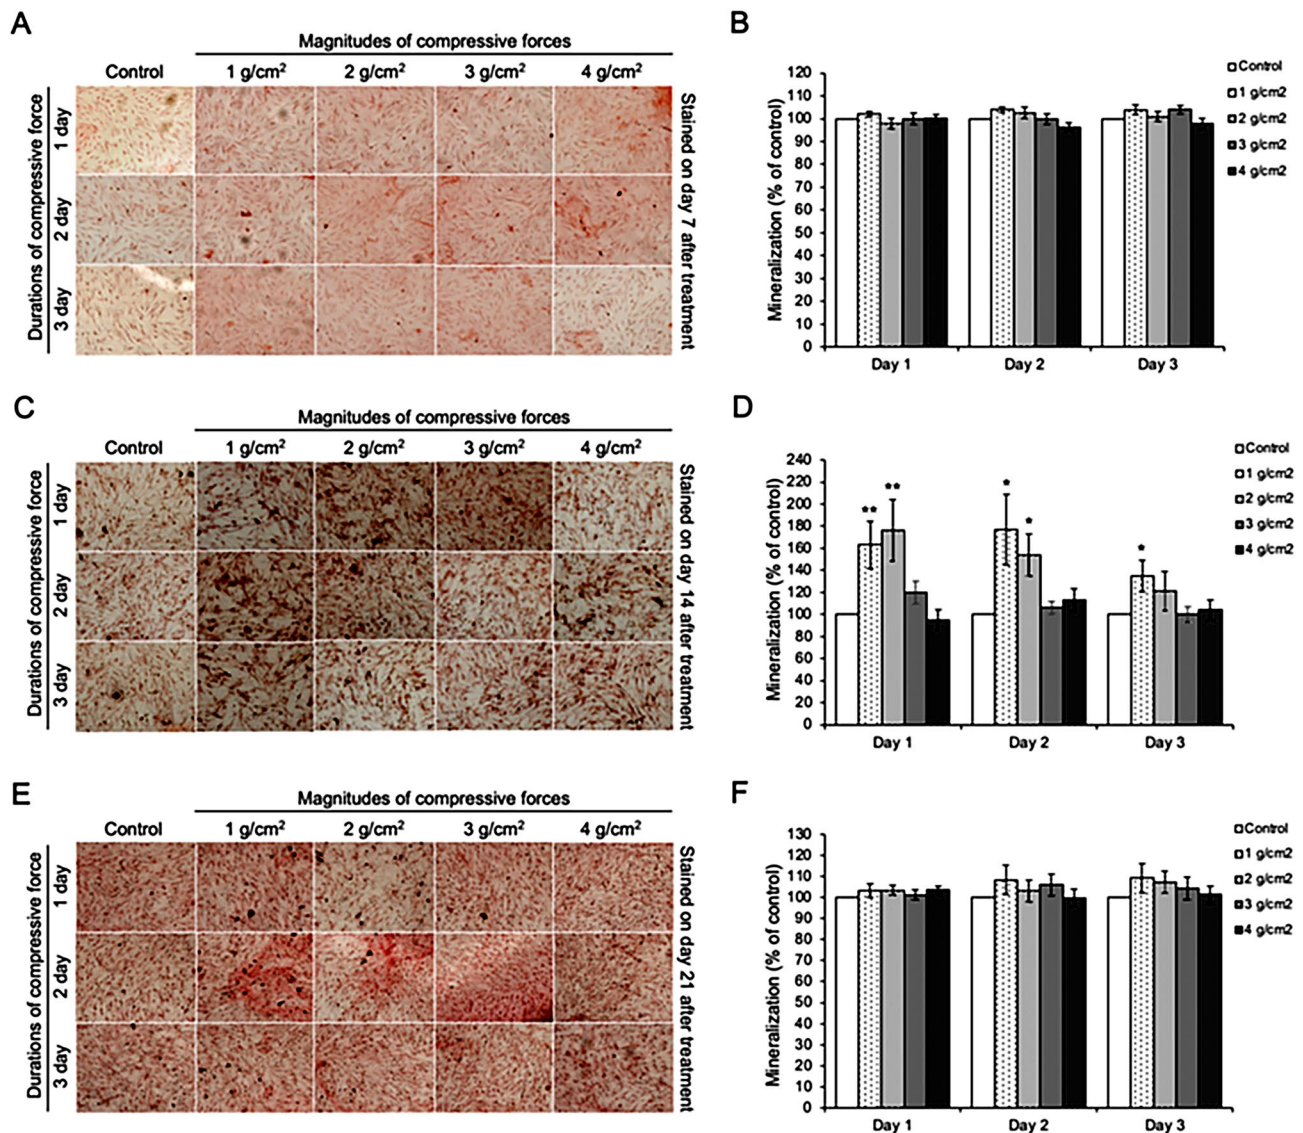 A
Magnitudes of compressive forces
Control
1 g/cm²
2 g/cm²
3 g/cm²
4 g/cm²
Durations of compressive force
1 day
2 day
3 day
Stained on day 7 after treatment
B
Mineralization (% of control)
120
110
100
90
80
70
60
50
40
30
20
10
0
Day 1
Day 2
Day 3
Control
1 g/cm2
2 g/cm2
3 g/cm2
4 g/cm2
C
Magnitudes of compressive forces
Control
1 g/cm²
2 g/cm²
3 g/cm²
4 g/cm²
Durations of compressive force
1 day
2 day
3 day
Stained on day 14 after treatment
D
Mineralization (% of control)
240
220
200
180
160
140
120
100
80
60
40
20
0
**
**
*
*
*
Day 1
Day 2
Day 3
Control
1 g/cm2
2 g/cm2
3 g/cm2
4 g/cm2
E
Magnitudes of compressive forces
Control
1 g/cm²
2 g/cm²
3 g/cm²
4 g/cm²
Durations of compressive force
1 day
2 day
3 day
Stained on day 21 after treatment
F
Mineralization (% of control)
130
120
110
100
90
80
70
60
50
40
30
20
10
0
Day 1
Day 2
Day 3
Control
1 g/cm2
2 g/cm2
3 g/cm2
4 g/cm2